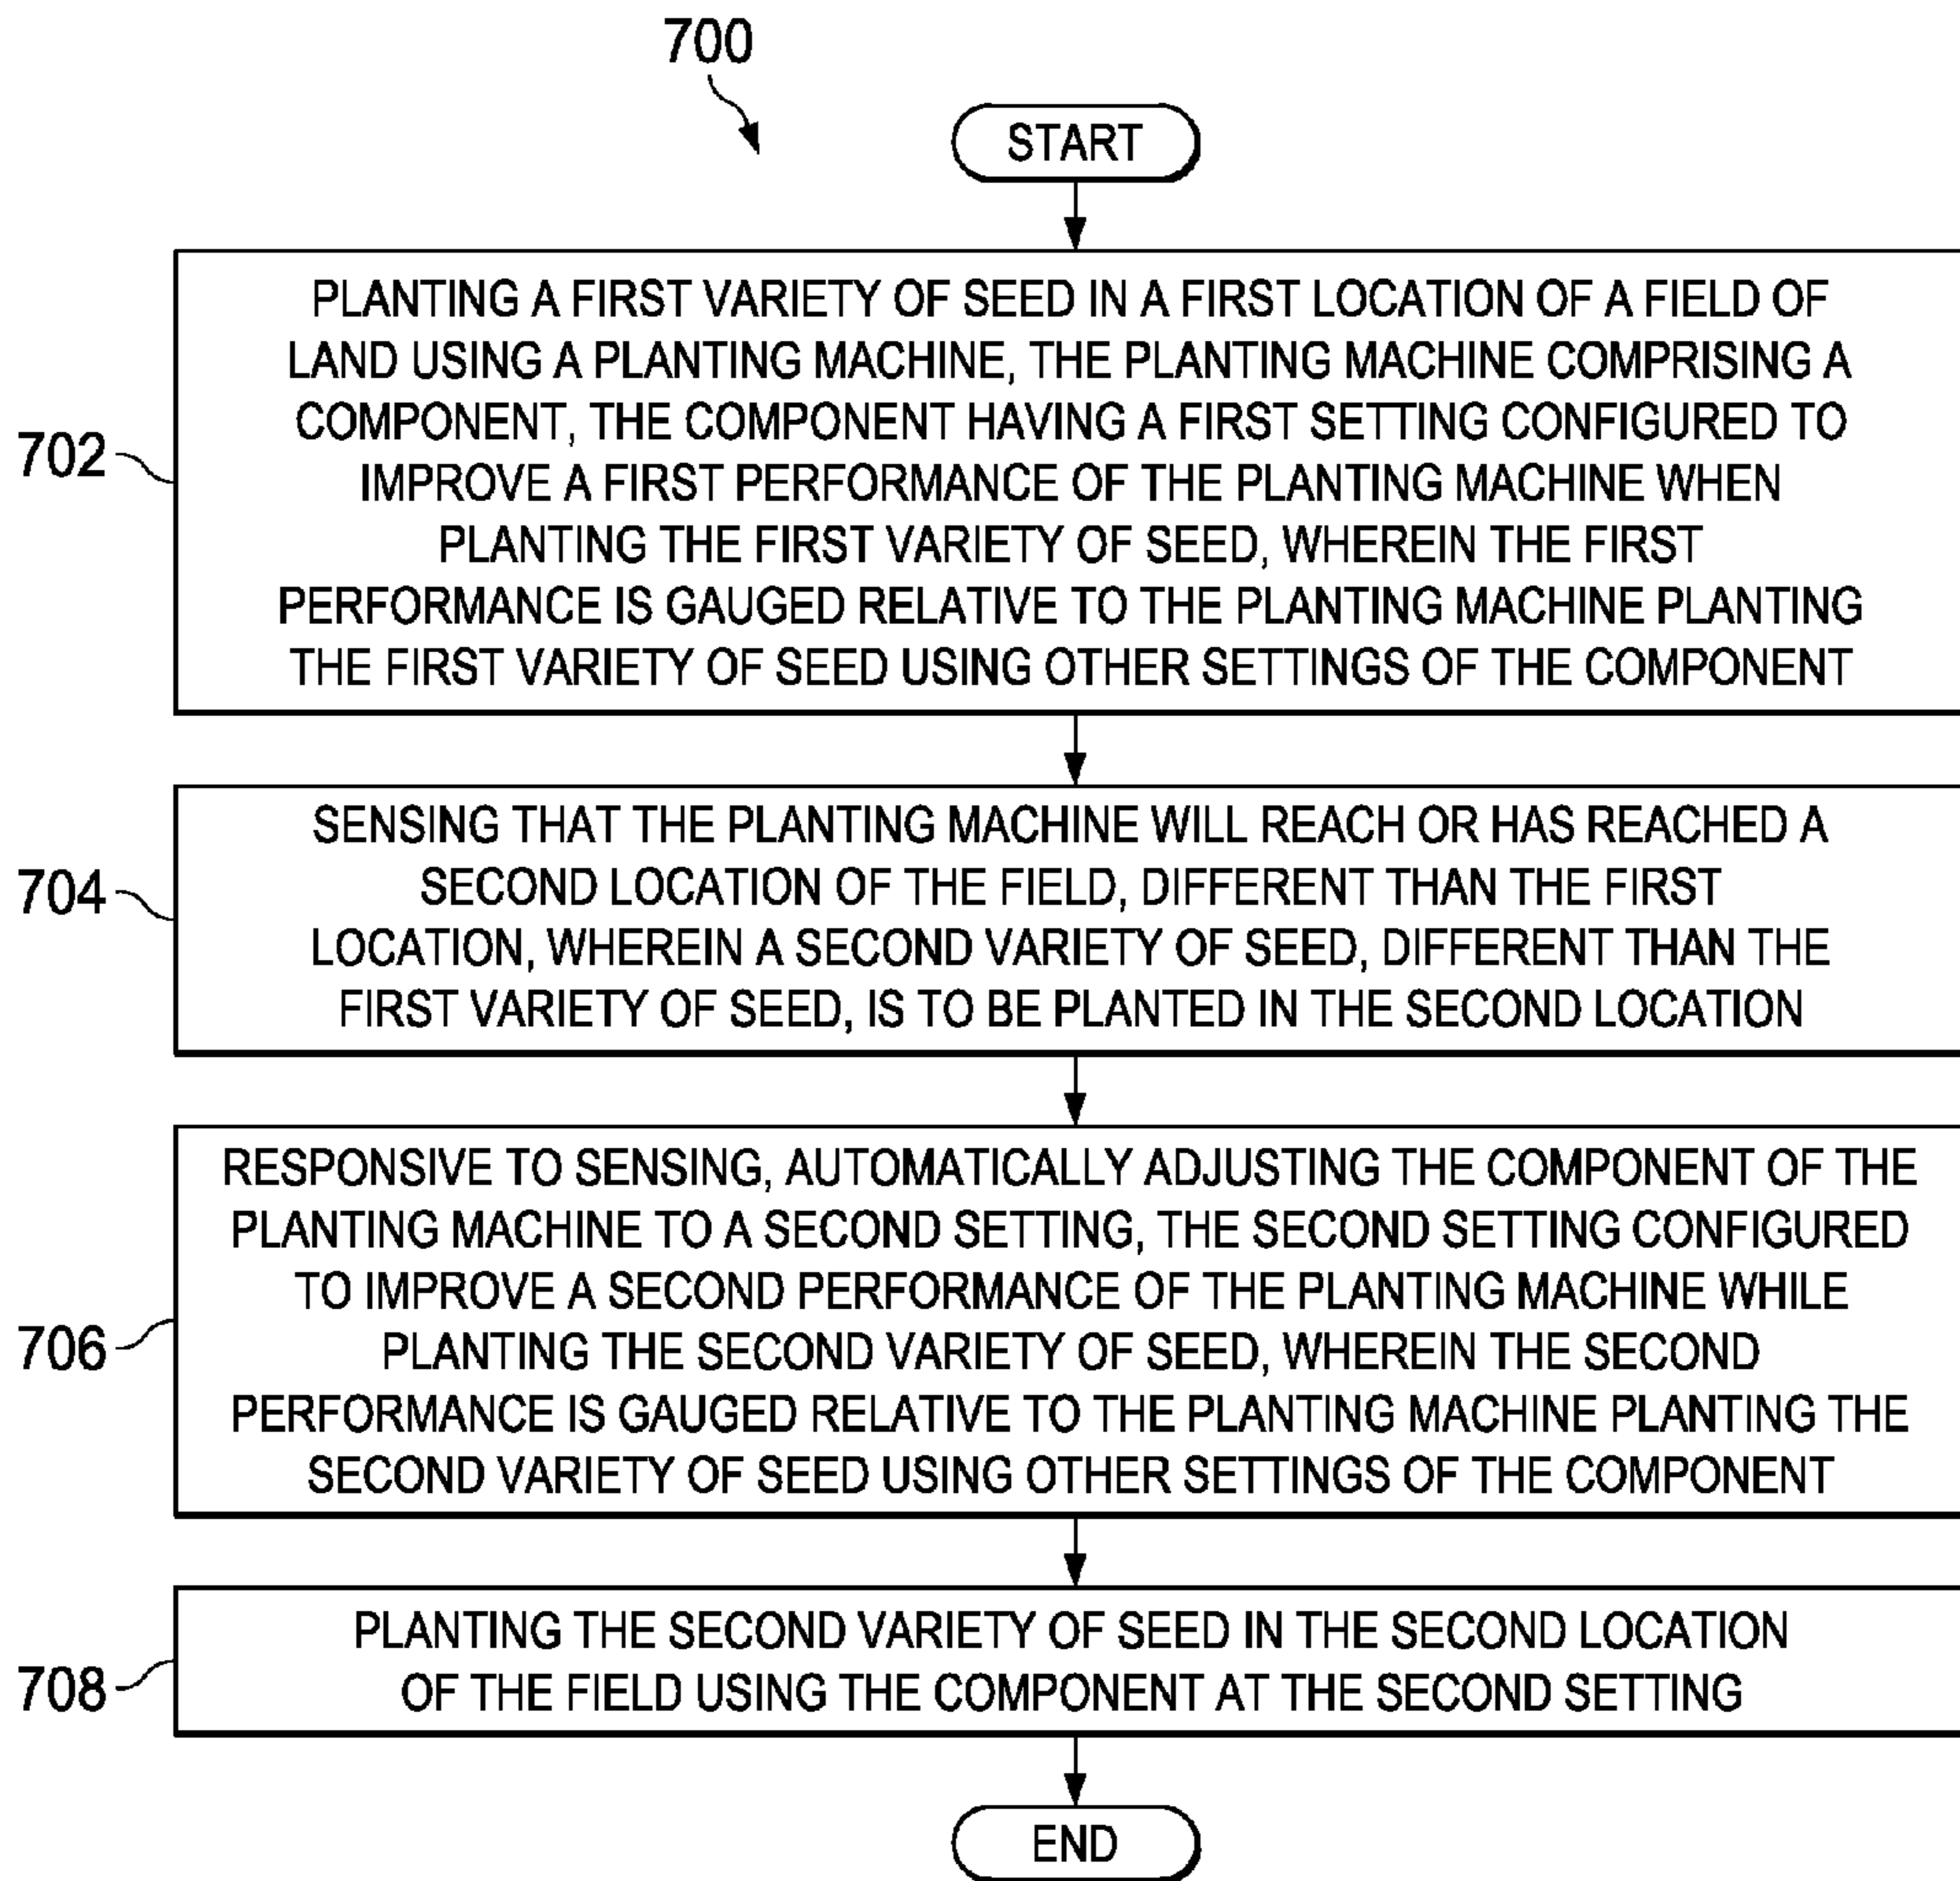 700
START
702
PLANTING A FIRST VARIETY OF SEED IN A FIRST LOCATION OF A FIELD OF
LAND USING A PLANTING MACHINE, THE PLANTING MACHINE COMPRISING A
COMPONENT, THE COMPONENT HAVING A FIRST SETTING CONFIGURED TO
IMPROVE A FIRST PERFORMANCE OF THE PLANTING MACHINE WHEN
PLANTING THE FIRST VARIETY OF SEED, WHEREIN THE FIRST
PERFORMANCE IS GAUGED RELATIVE TO THE PLANTING MACHINE PLANTING
THE FIRST VARIETY OF SEED USING OTHER SETTINGS OF THE COMPONENT
704
SENSING THAT THE PLANTING MACHINE WILL REACH OR HAS REACHED A
SECOND LOCATION OF THE FIELD, DIFFERENT THAN THE FIRST
LOCATION, WHEREIN A SECOND VARIETY OF SEED, DIFFERENT THAN THE
FIRST VARIETY OF SEED, IS TO BE PLANTED IN THE SECOND LOCATION
706
RESPONSIVE TO SENSING, AUTOMATICALLY ADJUSTING THE COMPONENT OF THE
PLANTING MACHINE TO A SECOND SETTING, THE SECOND SETTING CONFIGURED
TO IMPROVE A SECOND PERFORMANCE OF THE PLANTING MACHINE WHILE
PLANTING THE SECOND VARIETY OF SEED, WHEREIN THE SECOND
PERFORMANCE IS GAUGED RELATIVE TO THE PLANTING MACHINE PLANTING THE
SECOND VARIETY OF SEED USING OTHER SETTINGS OF THE COMPONENT
708
PLANTING THE SECOND VARIETY OF SEED IN THE SECOND LOCATION
OF THE FIELD USING THE COMPONENT AT THE SECOND SETTING
END